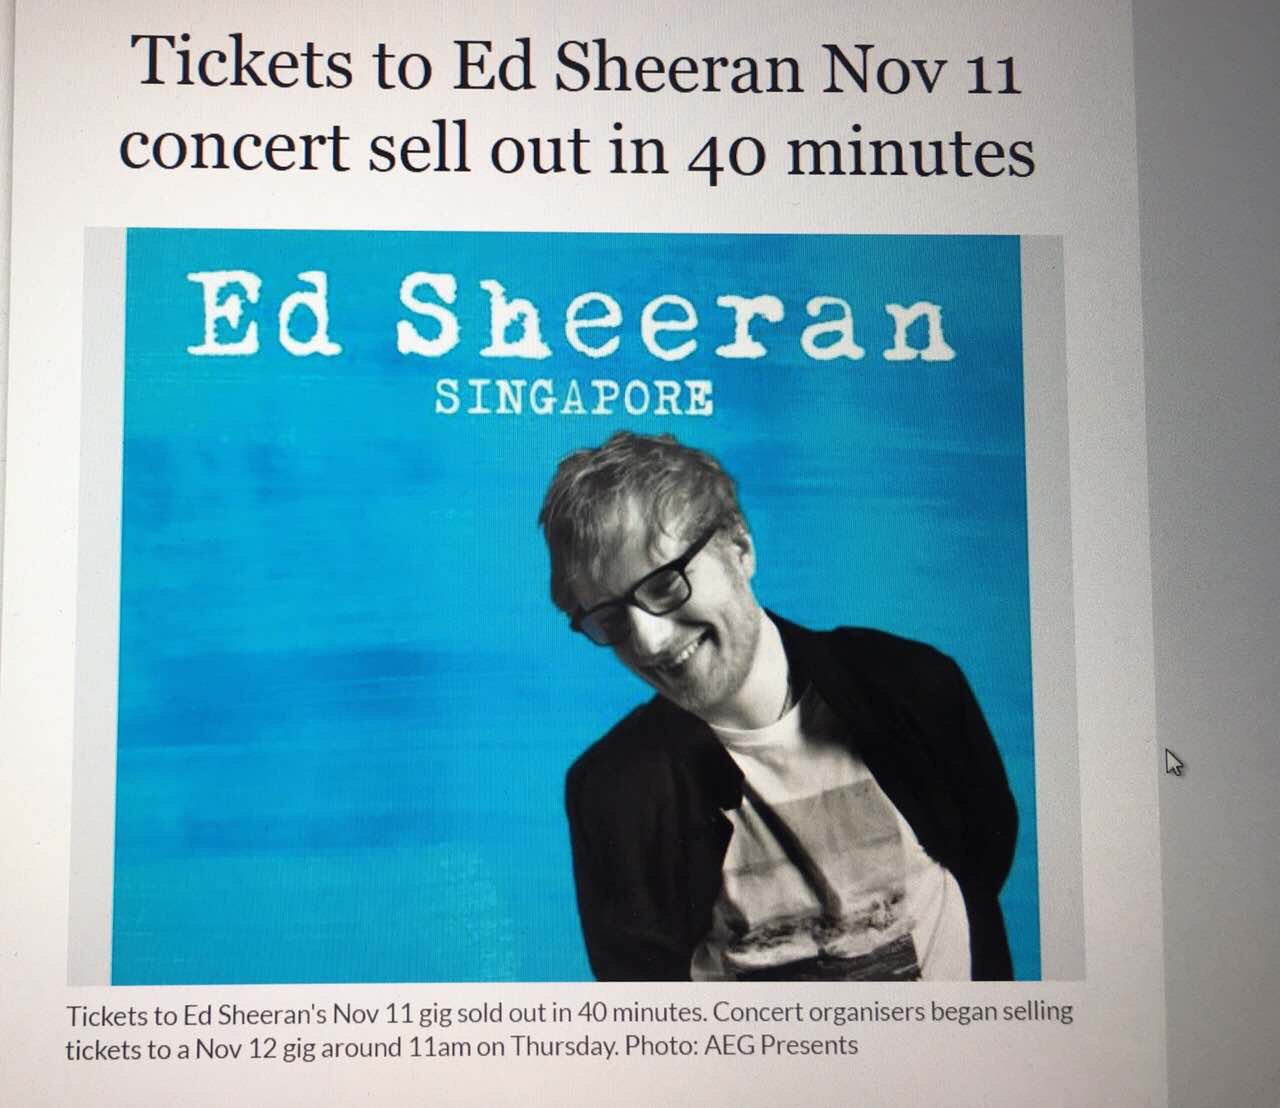 Tickets to Ed Sheeran Nov 11
concert sell out in 40 minutes
Ed Sheeran
SINGAPORE
Tickets to Ed Sheeran's Nov 11 gig sold out in 40 minutes. Concert organisers began selling
tickets to a Nov 12 gig around 11am on Thursday. Photo: AEG Presents